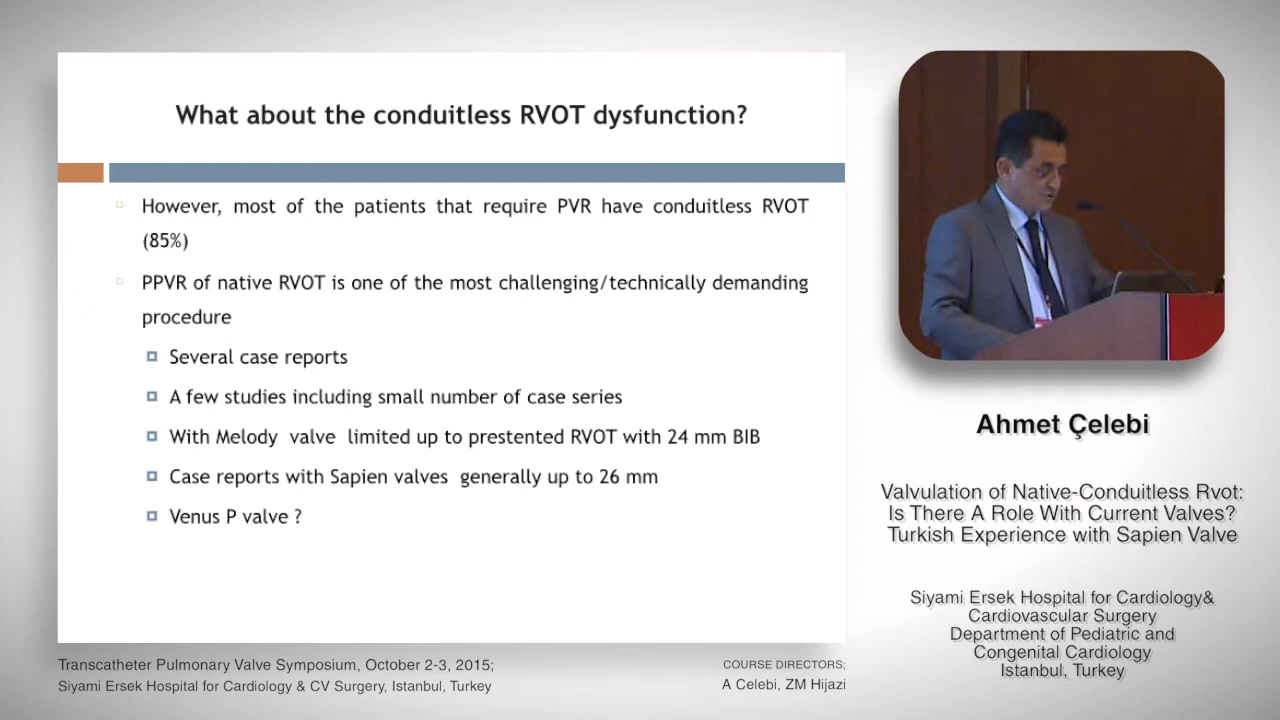 What about the conduitless RVOT dysfunction?
However, most of the patients that require PVR have conduitless RVOT
(85%)
PPVR of native RVOT is one of the most challenging/technically demanding
procedure
Several case reports
A few studies including small number of case series
With Melody valve limited up to prestented RVOT with 24 mm BIB
Case reports with Sapien valves generally up to 26 mm
Venus P valve ?
Ahmet Çelebi
Valvulation of Native-Conduitless Rvot:
Is There A Role With Current Valves?
Turkish Experience with Sapien Valve
Siyami Ersek Hospital for Cardiology&
Cardiovascular Surgery
Department of Pediatric and
Congenital Cardiology
Istanbul, Turkey
Transcatheter Pulmonary Valve Symposium, October 2-3, 2015;
Siyami Ersek Hospital for Cardiology & CV Surgery, Istanbul, Turkey
COURSE DIRECTORS;
A Celebi, ZM Hijazi